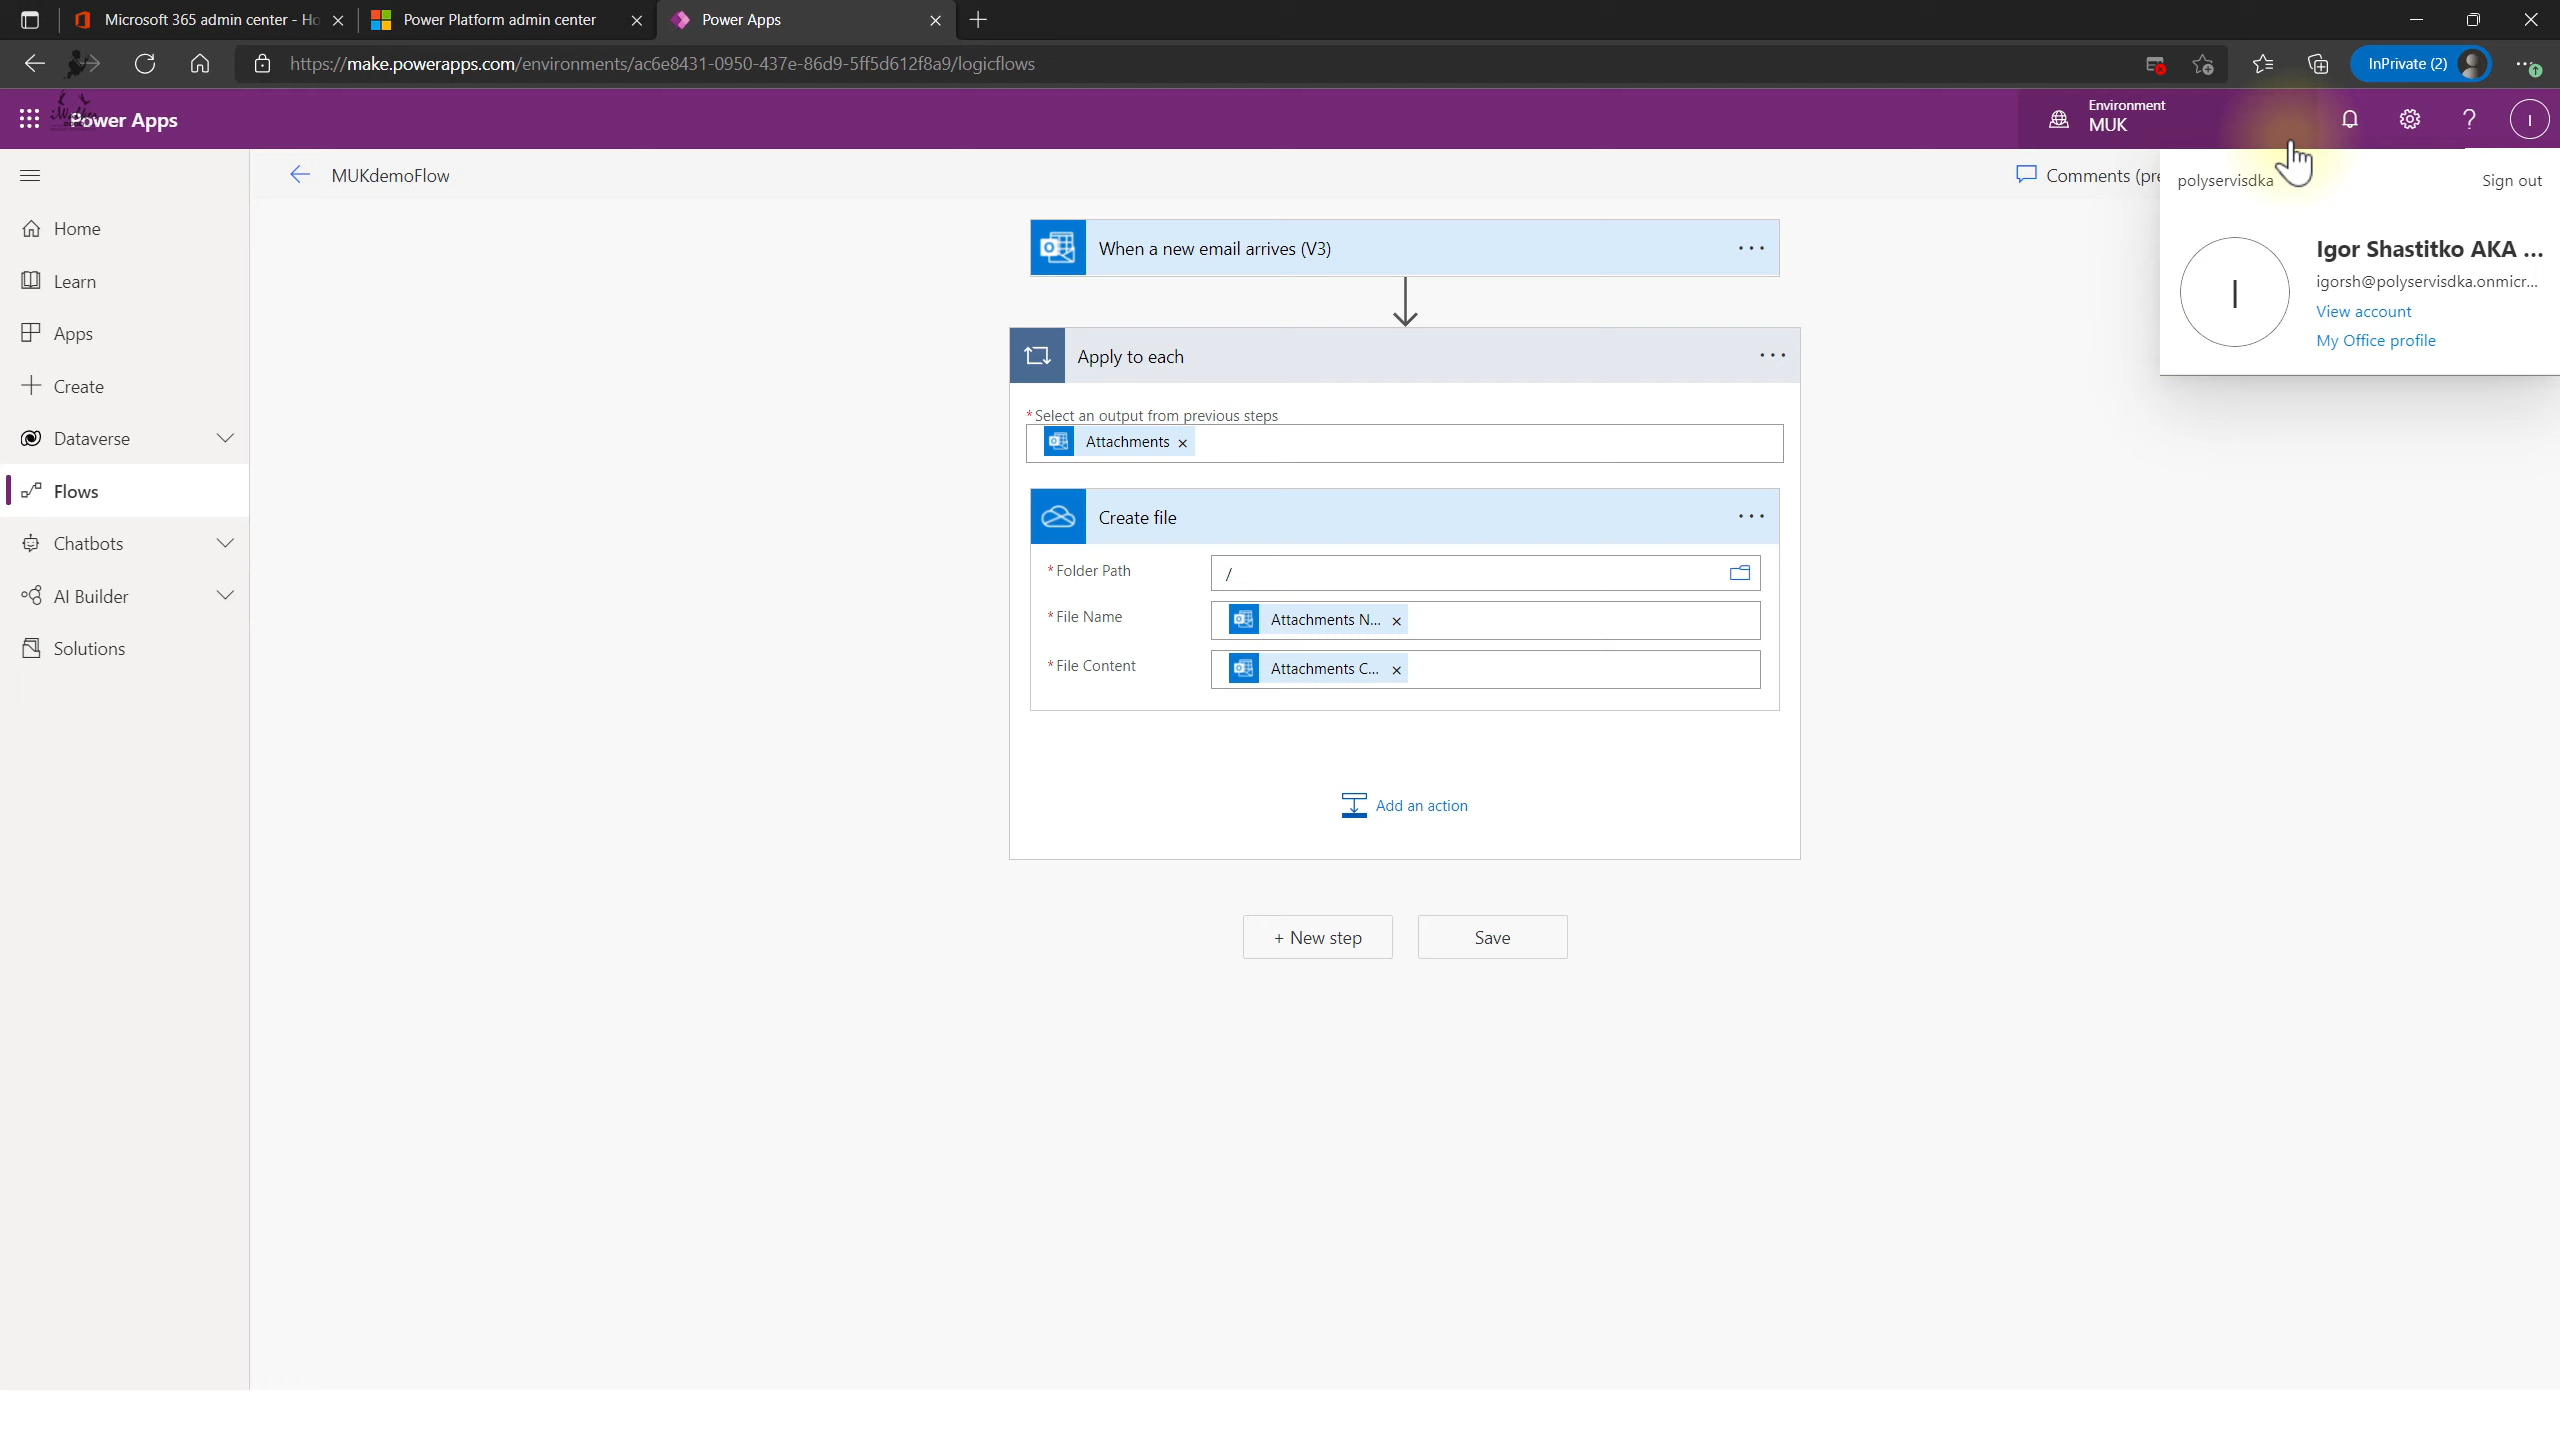 Microsoft 365 admin center - Ho
Power Platform admin center
Power Apps
https://make.powerapps.com/environments/ac6e8431-0950-437e-86d9-5ff5d612f8a9/logicflows
InPrivate (2)
Power Apps
Environment
MUK
?
I
MUKdemoFlow
Comments (pre
polyservisdka
Sign out
Home
Learn
Apps
Create
Dataverse
Flows
Chatbots
AI Builder
Solutions
I
Igor Shastitko AKA ...
igorsh@polyservisdka.onmicr...
View account
My Office profile
When a new email arrives (V3)
Apply to each
* Select an output from previous steps
Attachments
Create file
* Folder Path
/
* File Name
Attachments N...
* File Content
Attachments C...
Add an action
+ New step
Save